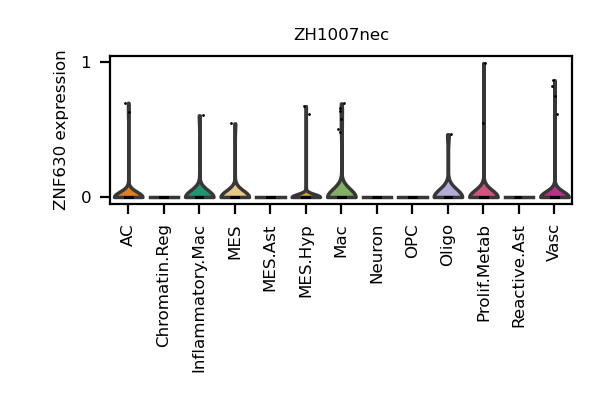 ZH1007nec
ZNF630 expression
1
0
AC
Chromatin.Reg
Inflammatory.Mac
MES
MES.Ast
MES.Hyp
Mac
Neuron
OPC
Oligo
Prolif.Metab
Reactive.Ast
Vasc